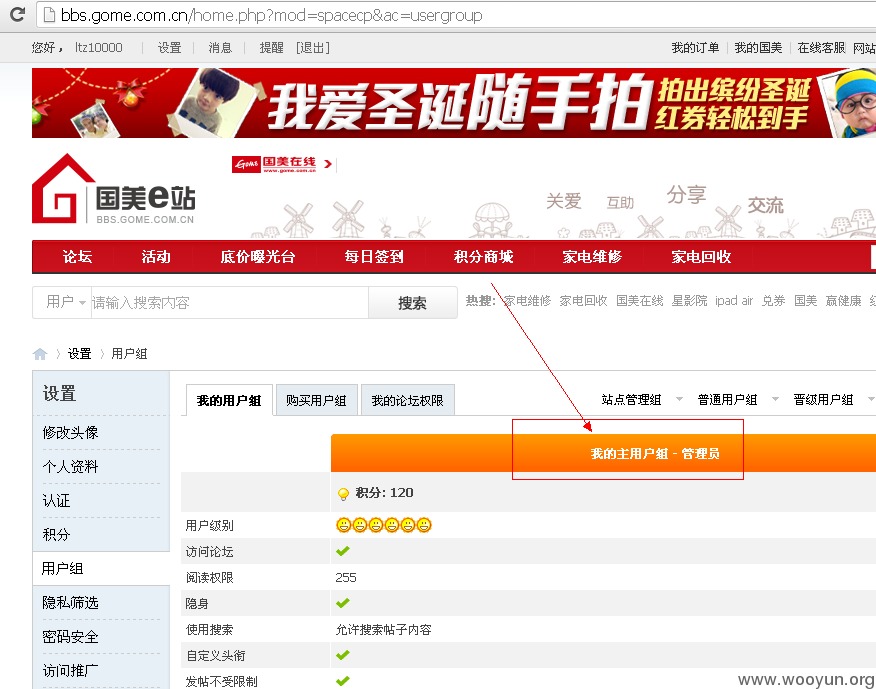 bbs.gome.com.cn/home.php?mod=spacecp&ac=usergroup
您好， ltz10000 设置 消息 提醒 [退出] 我的订单 我的国美 在线客服 网站
我爱圣诞随手拍 拍出缤纷圣诞
红券轻松到手
Gome 国美在线
www.gome.com.cn
国美e站
BBS.GOME.COM.CN
关爱 互助 分享 交流
论坛 活动 底价曝光台 每日签到 积分商城 家电维修 家电回收
用户 请输入搜索内容 搜索 热搜: 家电维修 家电回收 国美在线 星影院 ipad air 兑券 国美 赢健康
设置 用户组
设置
修改头像
个人资料
认证
积分
用户组
隐私筛选
密码安全
访问推广
我的用户组 购买用户组 我的论坛权限 站点管理组 普通用户组 晋级用户组
我的主用户组 - 管理员
积分: 120
用户级别
访问论坛
阅读权限 255
隐身
使用搜索 允许搜索帖子内容
自定义头衔
发帖不受限制
www.wooyun.org